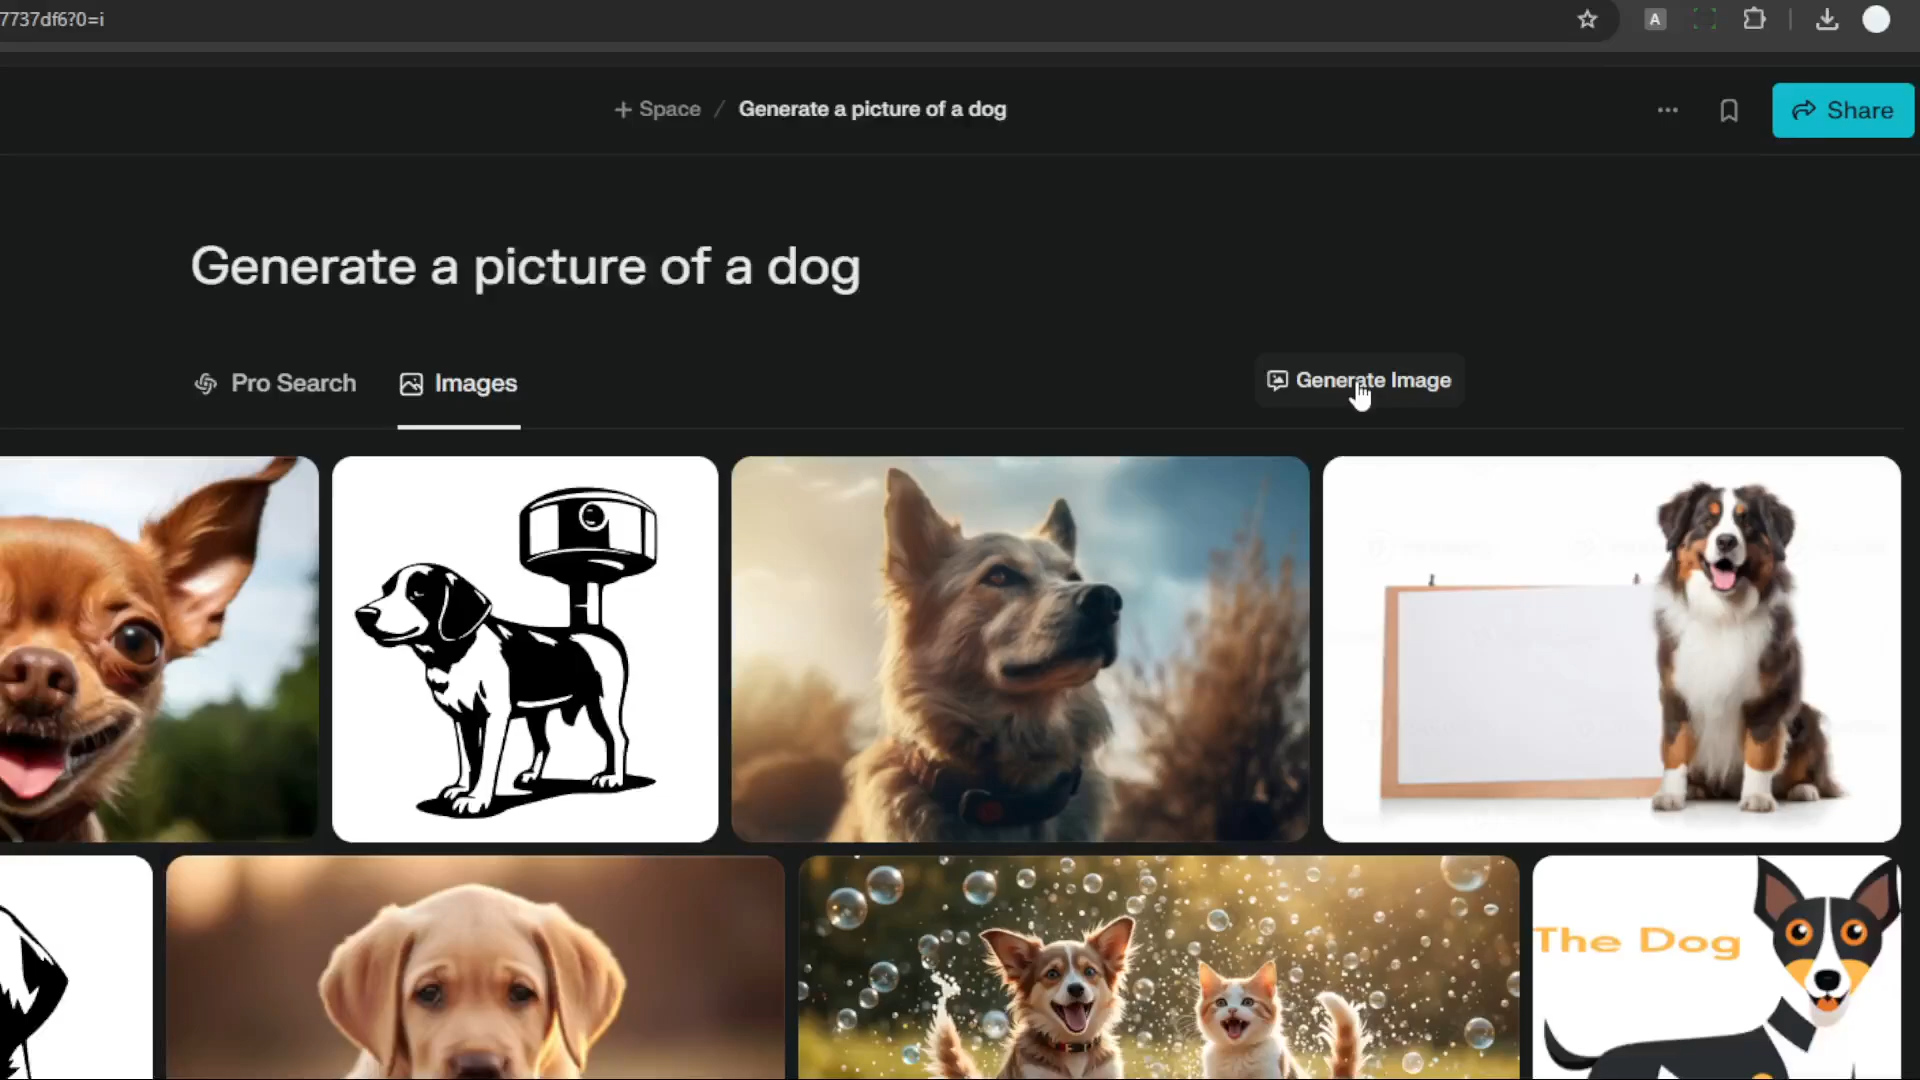 7737df6?0=i
A
+ Space / Generate a picture of a dog
Share
Generate a picture of a dog
Pro Search
Images
Generate Image
The Dog